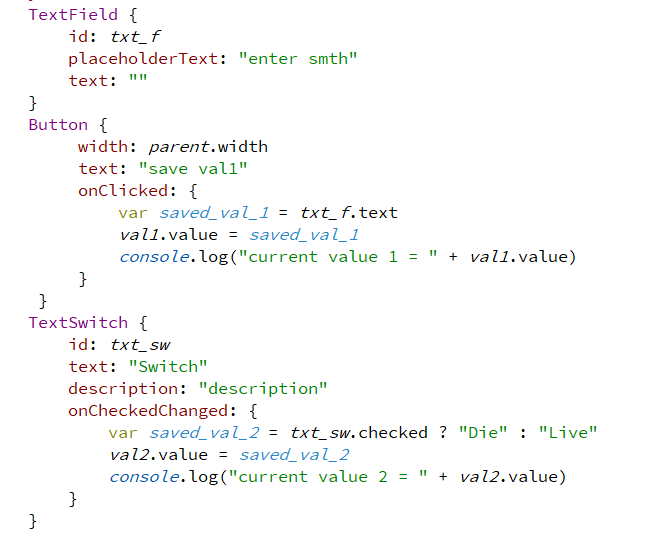 TextField {
    id: txt_f
    placeholderText: "enter smth"
    text: ""
}
Button {
     width: parent.width
     text: "save val1"
     onClicked: {
         var saved_val_1 = txt_f.text
         val1.value = saved_val_1
         console.log("current value 1 = " + val1.value)
     }
 }
TextSwitch {
    id: txt_sw
    text: "Switch"
    description: "description"
    onCheckedChanged: {
        var saved_val_2 = txt_sw.checked ? "Die" : "Live"
        val2.value = saved_val_2
        console.log("current value 2 = " + val2.value)
    }
}